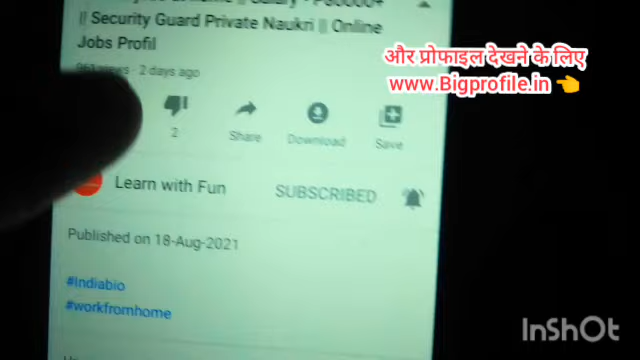 || Security Guard Private Naukri || Online
Jobs Profil
views · 2 days ago
और प्रोफाइल देखने के लिए
www.Bigprofile.in 👈
2
Share
Download
Save
Learn with Fun
SUBSCRIBED
Published on 18-Aug-2021
#Indiabio
#workfromhome
InShOt